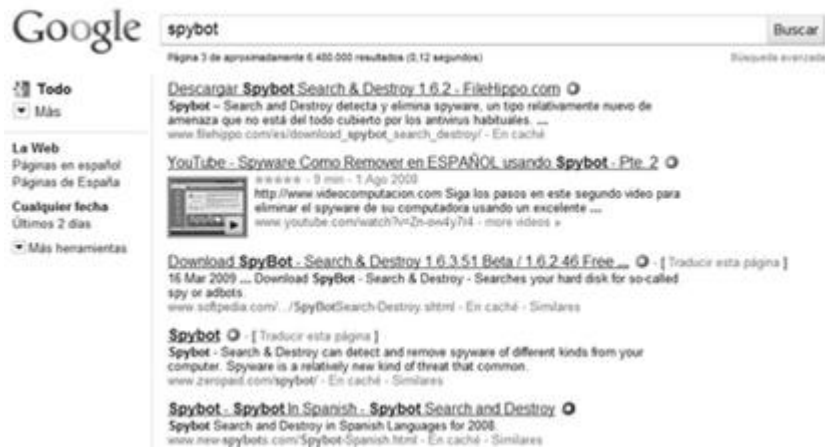 Google
spybot
Buscar
Página 3 de aproximadamente 6.480.000 resultados (0,12 segundos)
Búsqueda avanzada
Todo
Más
La Web
Páginas en español
Páginas de España
Cualquier fecha
Últimos 2 días
Más herramientas
Descargar Spybot Search & Destroy 1.6.2 - FileHippo.com
Spybot – Search and Destroy detecta y elimina spyware, un tipo relativamente nuevo de
amenaza que no está del todo cubierto por los antivirus habituales. ...
www.filehippo.com/es/download_spybot_search_destroy/ - En caché
YouTube - Spyware Como Remover en ESPAÑOL usando Spybot - Pte. 2
9 min - 1 Ago 2008
http://www.videocomputacion.com Siga los pasos en este segundo video para
eliminar el spyware de su computadora usando un excelente ...
- more videos »
Download SpyBot - Search & Destroy 1.6.3.51 Beta / 1.6.2.46 Free ... - [ Traducir esta página ]
16 Mar 2009 ... Download SpyBot - Search & Destroy - Searches your hard disk for so-called
spy or adbots.
www.softpedia.com/.../SpyBotSearch-Destroy.shtml - En caché - Similares
Spybot - [ Traducir esta página ]
Spybot - Search & Destroy can detect and remove spyware of different kinds from your
computer. Spyware is a relatively new kind of threat that common.
www.zeropaid.com/spybot/ - En caché - Similares
Spybot - Spybot In Spanish - Spybot Search and Destroy
Spybot Search and Destroy in Spanish Languages for 2008.
www.new-spybots.com/Spybot-Spanish.html - En caché - Similares